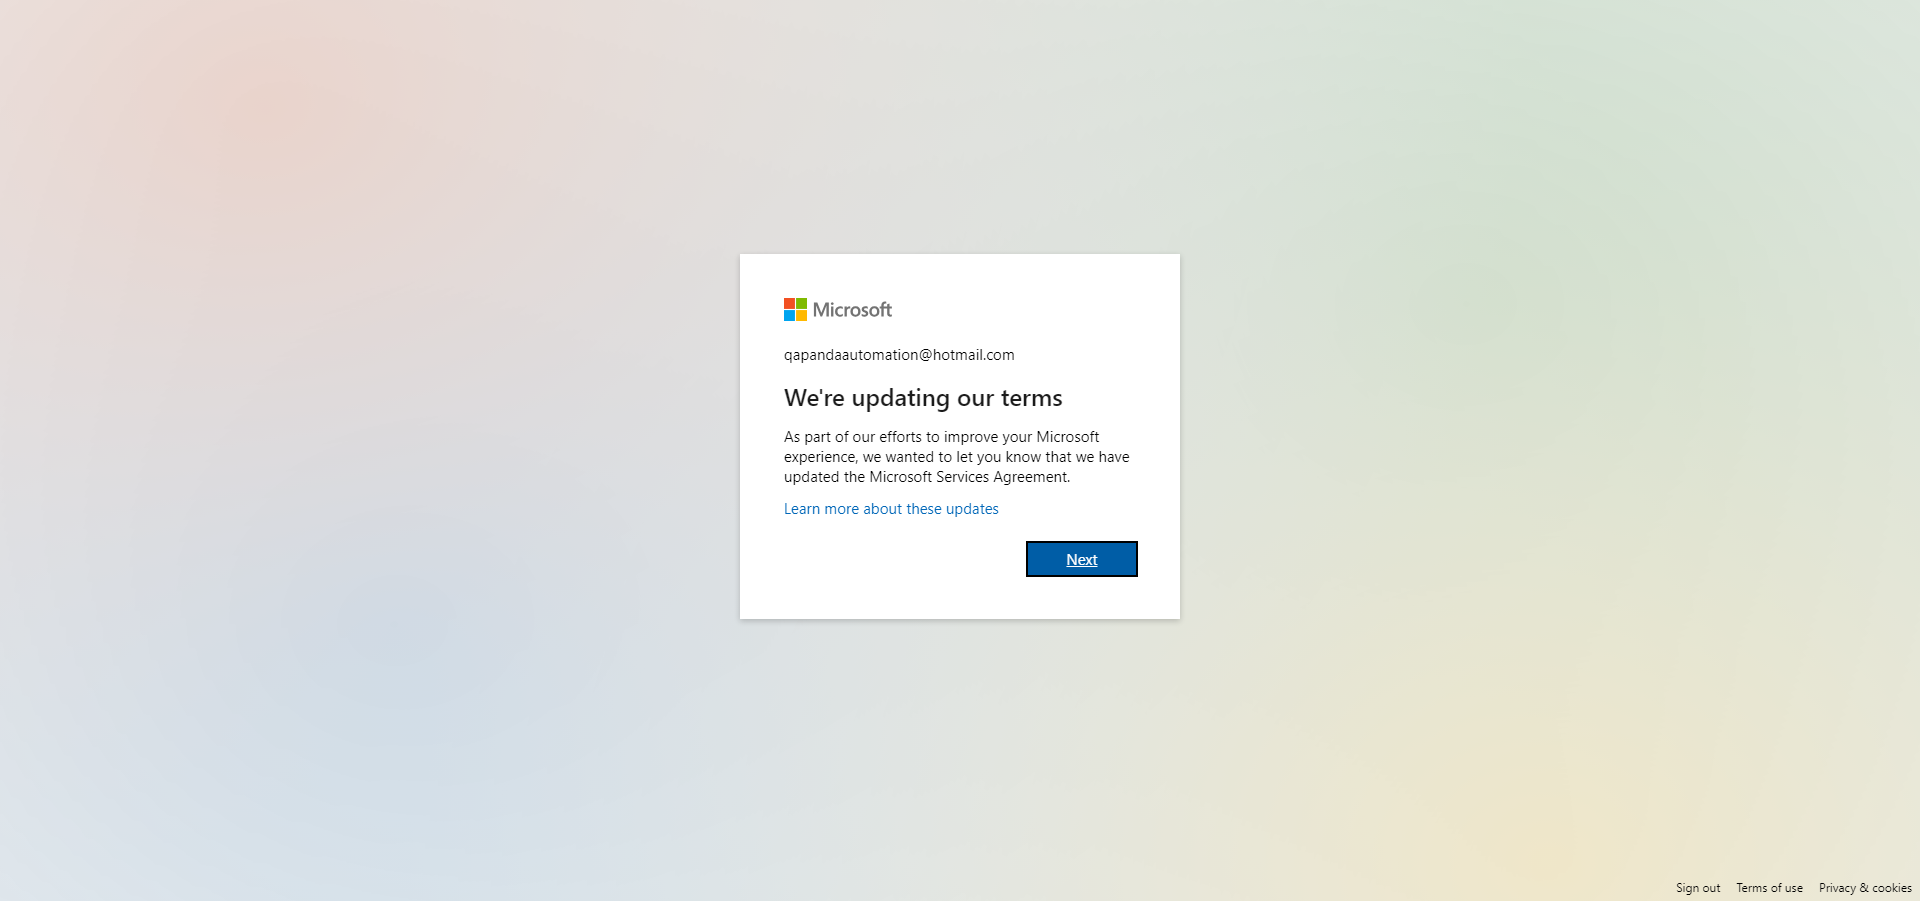 Microsoft
qapandaautomation@hotmail.com
We're updating our terms
As part of our efforts to improve your Microsoft
experience, we wanted to let you know that we have
updated the Microsoft Services Agreement.
Learn more about these updates
Next
Sign out Terms of use Privacy & cookies